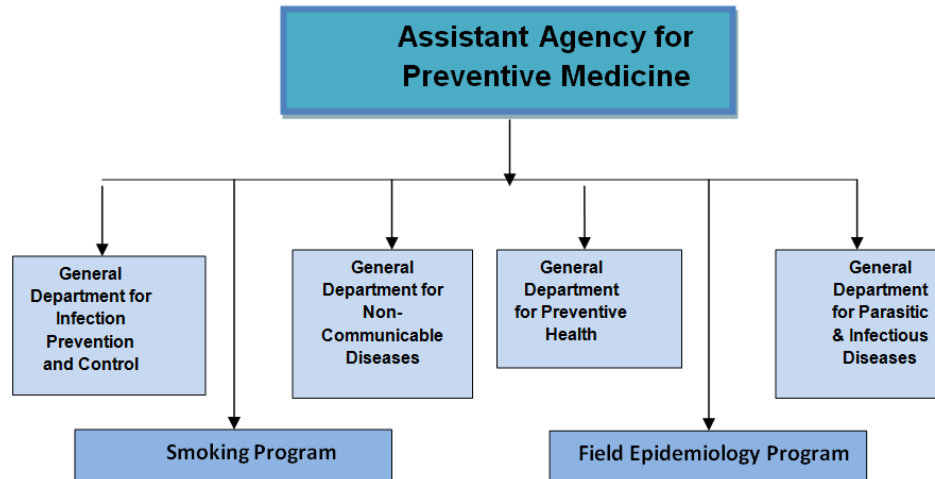 Assistant Agency for
Preventive Medicine
General
Department for
Infection
Prevention
and Control
General
Department for
Non-
Communicable
Diseases
General
Department
for Preventive
Health
General
Department
for Parasitic
& Infectious
Diseases
Smoking Program
Field Epidemiology Program